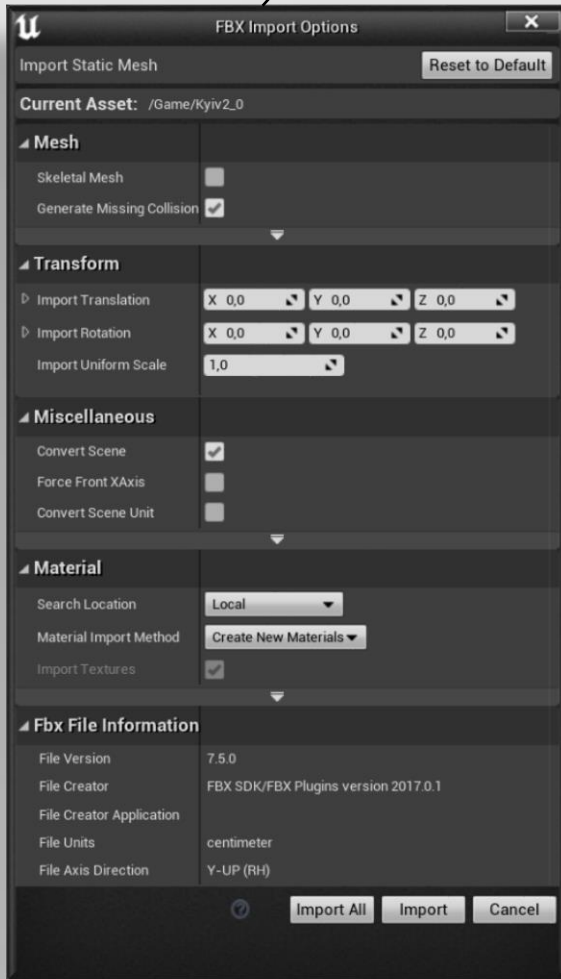 FBX Import Options
Import Static Mesh Reset to Default
Current Asset: /Game/Kyiv2_0
Mesh
Skeletal Mesh
Generate Missing Collision
Transform
Import Translation X 0,0 Y 0,0 Z 0,0
Import Rotation X 0,0 Y 0,0 Z 0,0
Import Uniform Scale 1,0
Miscellaneous
Convert Scene
Force Front XAxis
Convert Scene Unit
Material
Search Location Local
Material Import Method Create New Materials
Import Textures
Fbx File Information
File Version 7.5.0
File Creator FBX SDK/FBX Plugins version 2017.0.1
File Creator Application
File Units centimeter
File Axis Direction Y-UP (RH)
? Import All Import Cancel